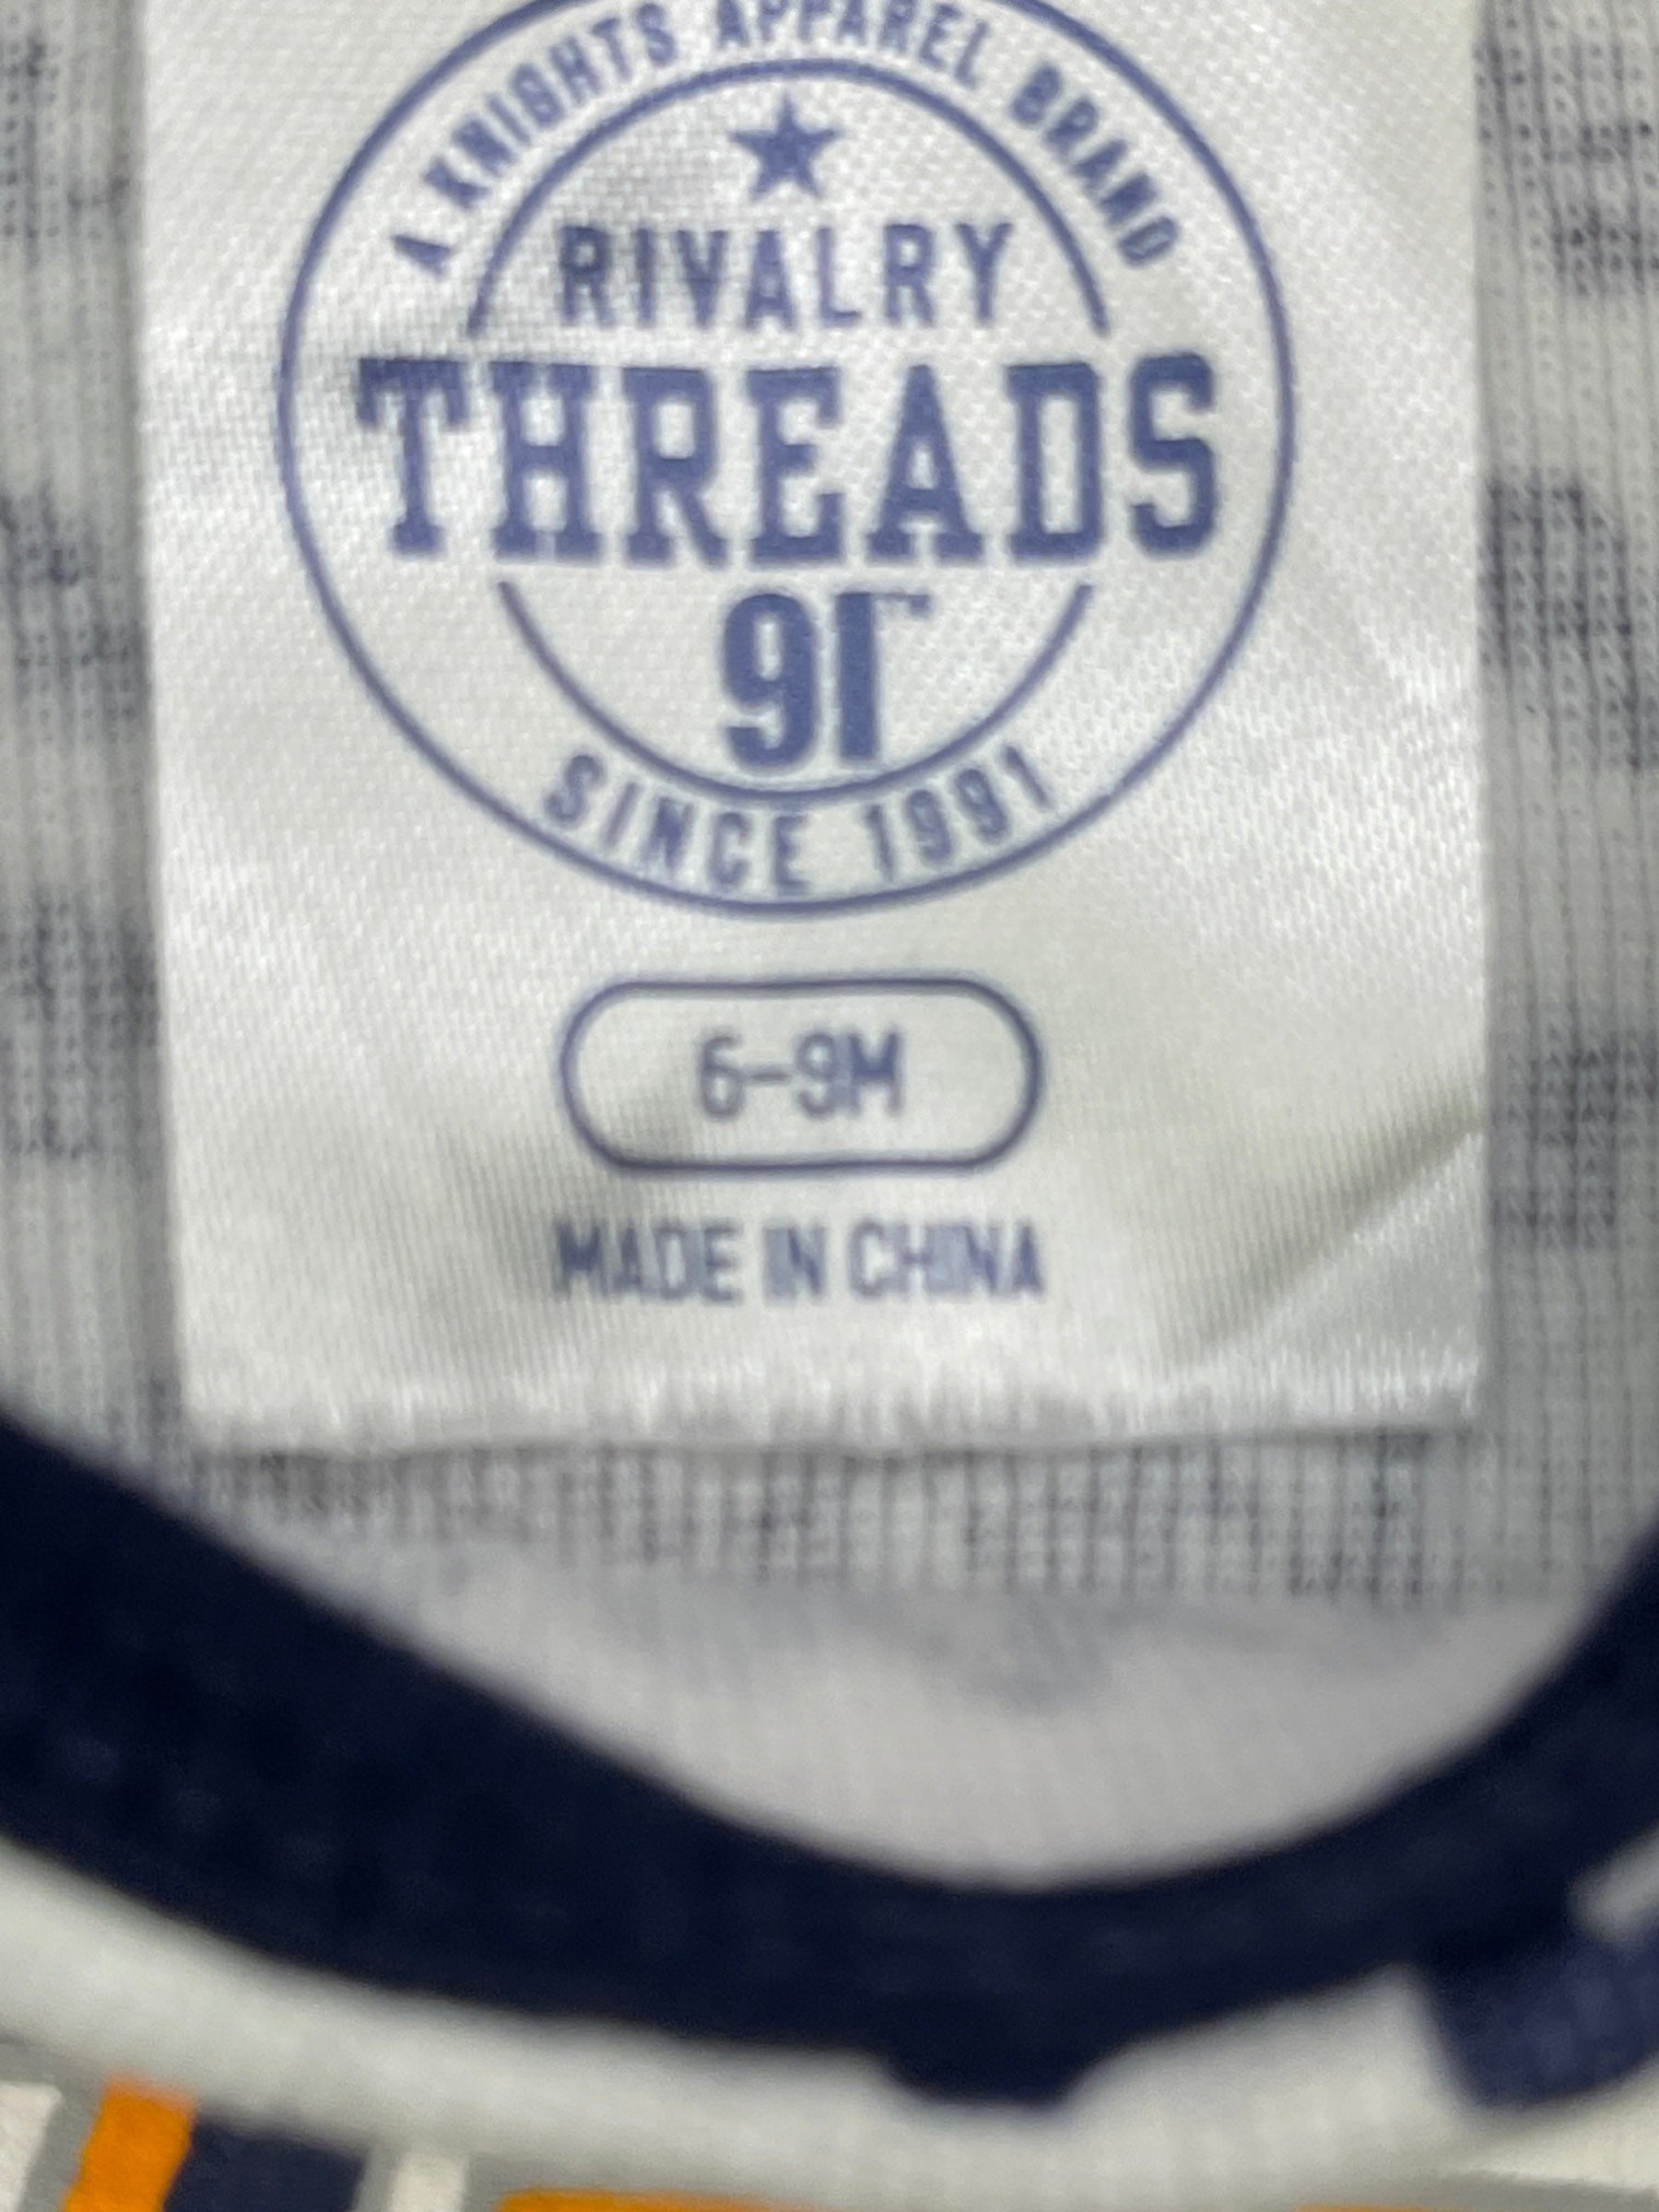 A KNIGHTS APPAREL BRAND
RIVALRY
THREADS
91
SINCE 1991
6-9M
MADE IN CHINA